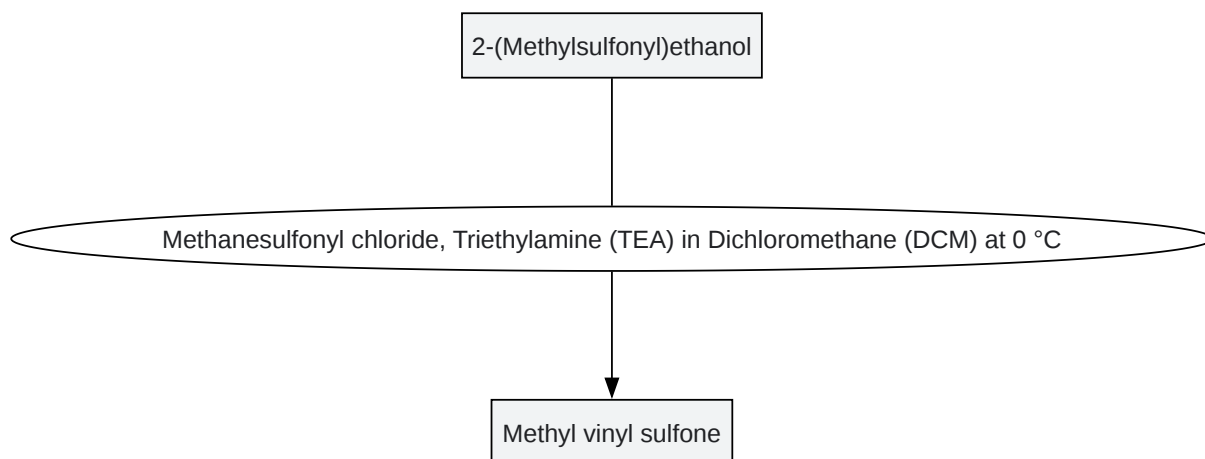 2-(Methylsulfonyl)ethanol
Methanesulfonyl chloride, Triethylamine (TEA) in Dichloromethane (DCM) at 0 °C
Methyl vinyl sulfone